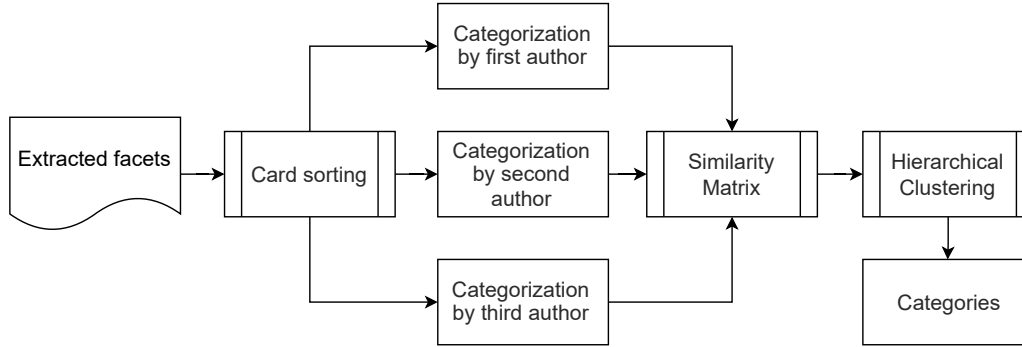 Categorization
by first author
Extracted facets
Card sorting
Categorization
by second
author
Similarity
Matrix
Hierarchical
Clustering
Categorization
by third author
Categories